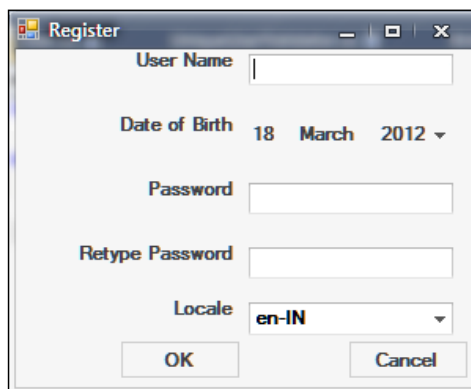 Register
User Name
Date of Birth 18 March 2012
Password
Retype Password
Locale en-IN
OK Cancel